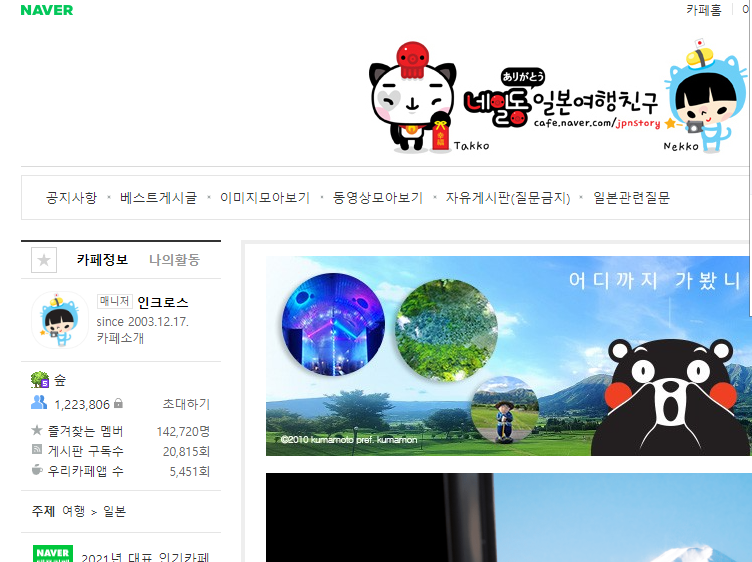 NAVER
카페홈
ありがとう
네일동 일본여행친구
cafe.naver.com/jpnstory
幸福
Takko
Nekko
공지사항 · 베스트게시글 · 이미지모아보기 · 동영상모아보기 · 자유게시판(질문금지) · 일본관련질문
카페정보 나의활동
매니저 인크로스
since 2003.12.17.
카페소개
어디까지 가봤니
숲
1,223,806 초대하기
즐겨찾는 멤버 142,720명
게시판 구독수 20,815회
우리카페앱 수 5,451회
©2010 kumamoto pref. kumamon
주제 여행 > 일본
NAVER
2021년 대표 인기카페